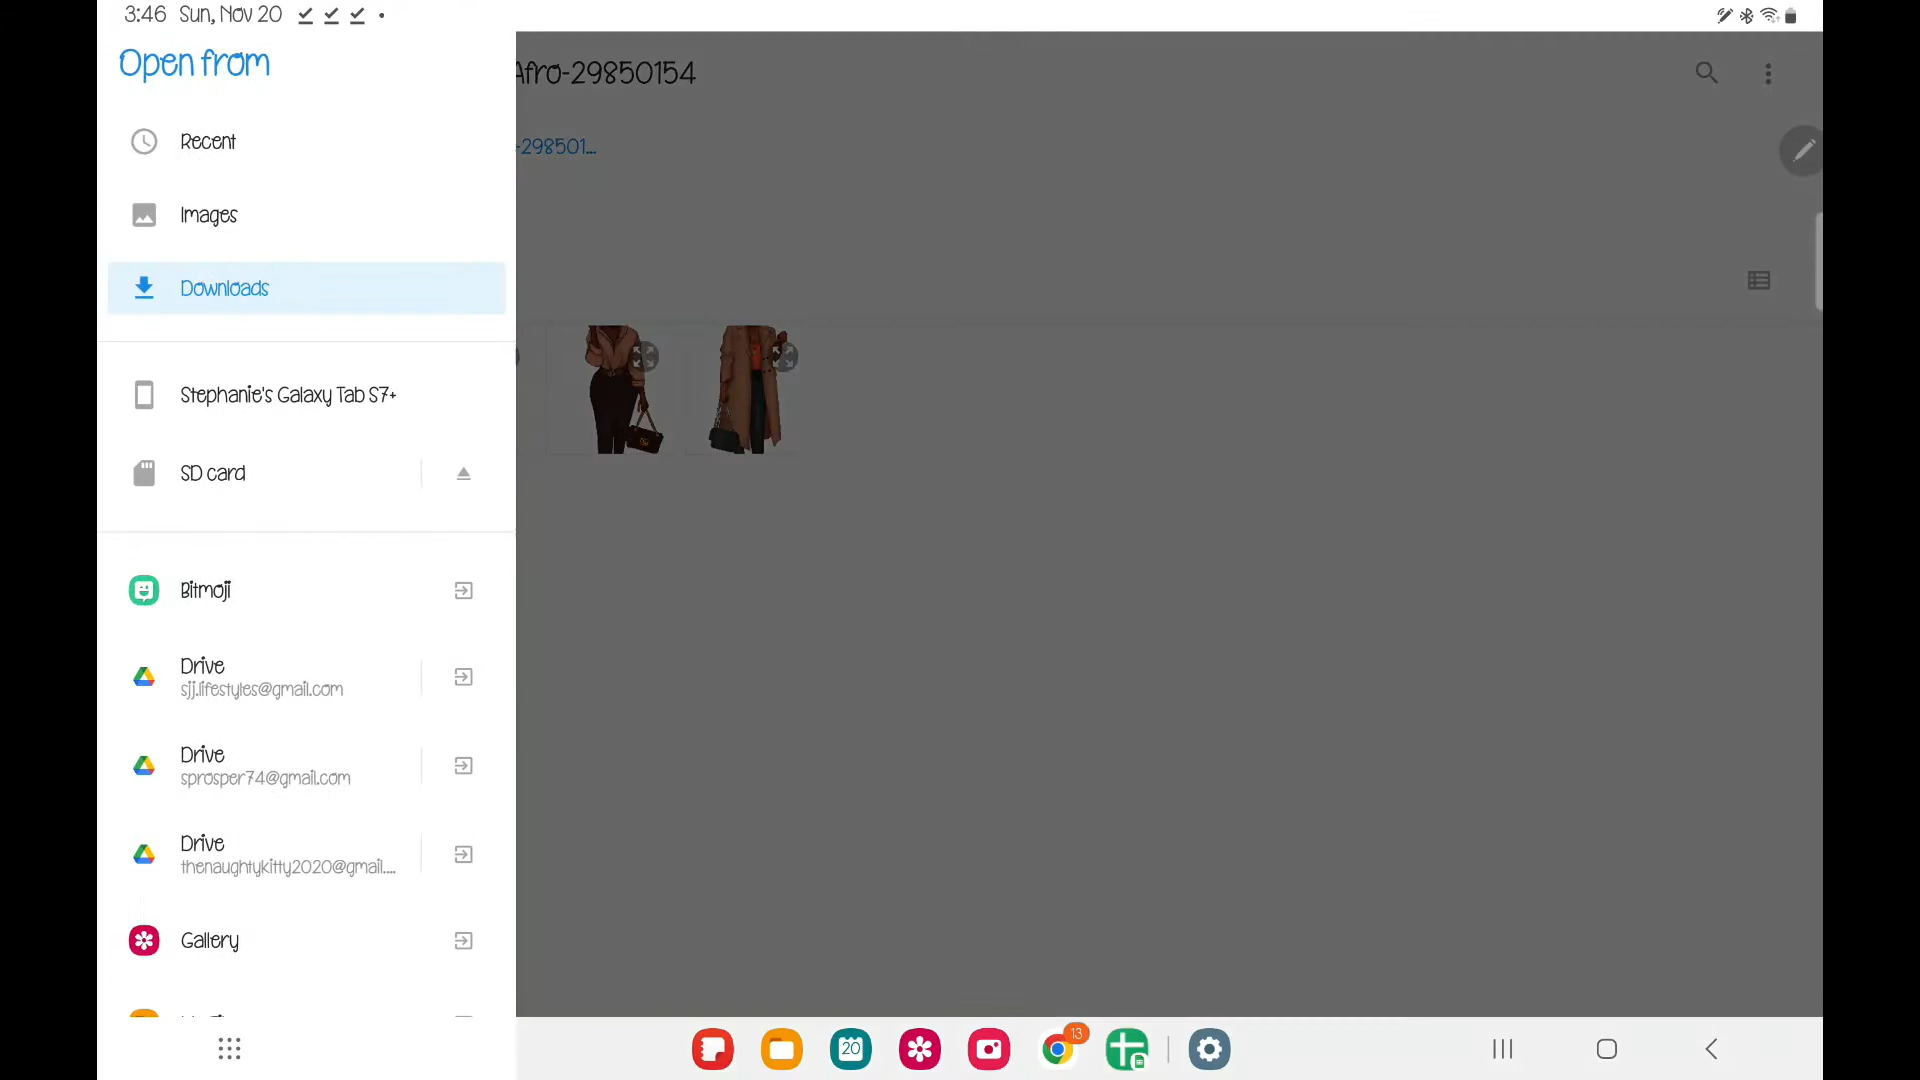 3:46 Sun, Nov 20
Open from
Afro-29850154
Recent
-298501...
Images
Downloads
Stephanie's Galaxy Tab S7+
SD card
Bitmoji
Drive
sjj.lifestyles@gmail.com
Drive
sprosper74@gmail.com
Drive
thenaughtykitty2020@gmail....
Gallery
20
13